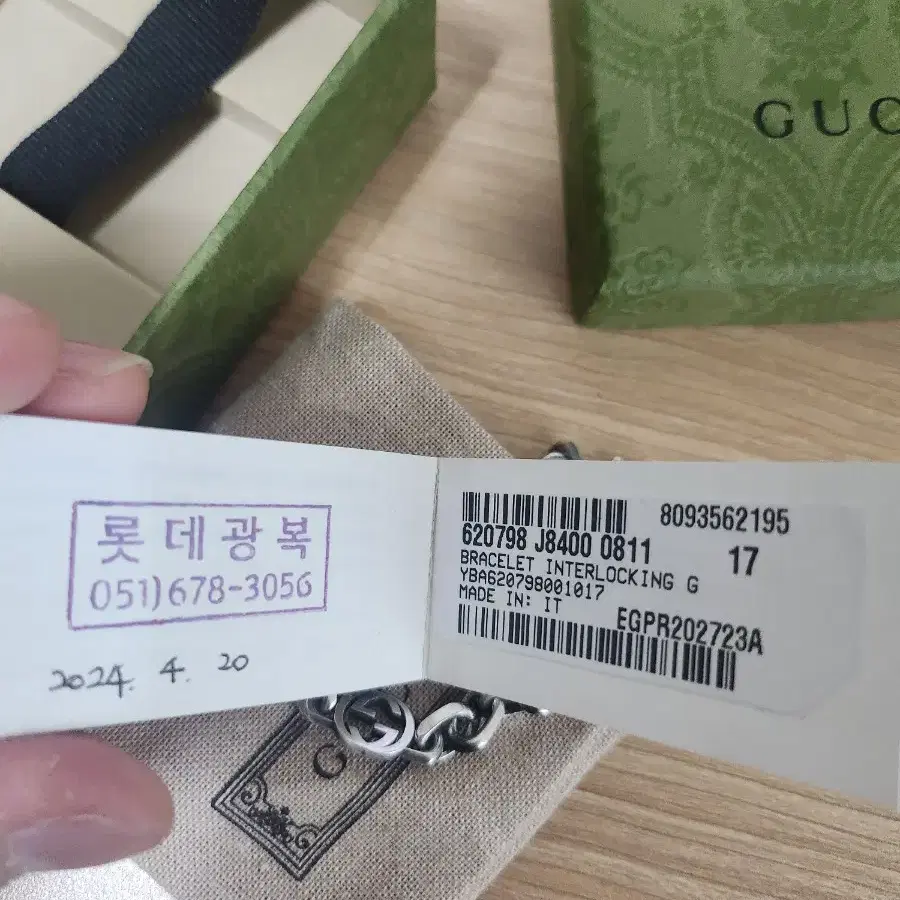 GUC
롯데광복
051)678-3056
2024. 4. 20
8093562195
620798 J8400 0811
17
BRACELET INTERLOCKING G
YBA620798001017
MADE IN: IT
EGPR202723A
G